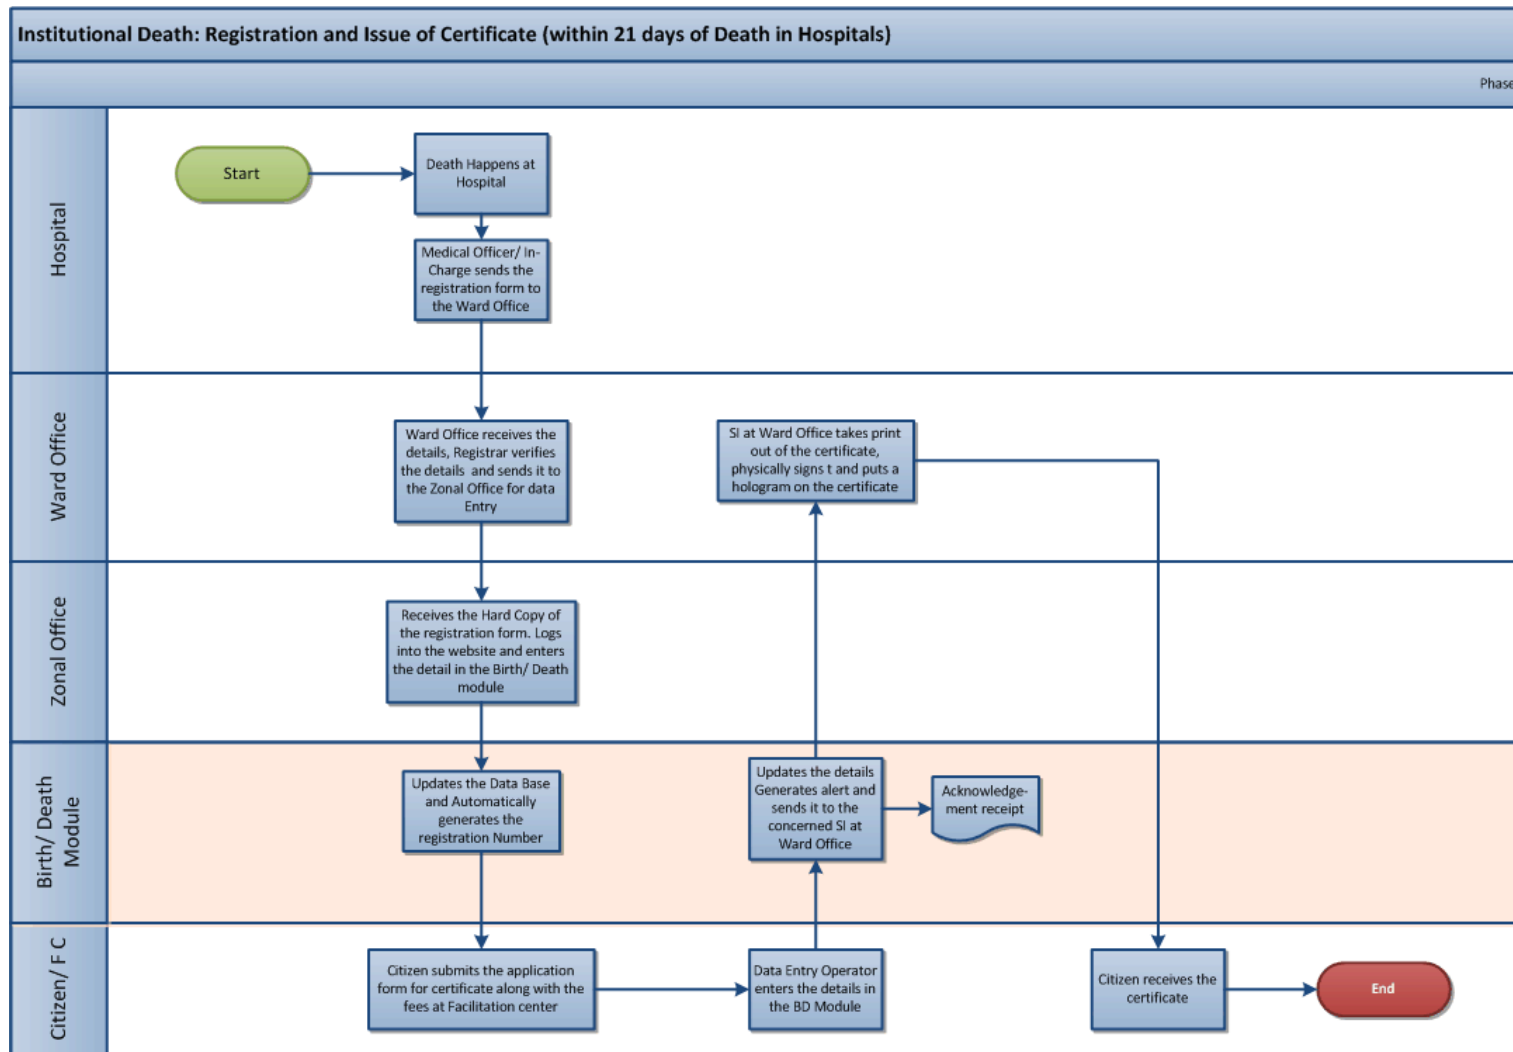 Institutional Death: Registration and Issue of Certificate (within 21 days of Death in Hospitals)
Phase
Hospital
Start
Death Happens at
Hospital
Medical Officer/ In-
Charge sends the
registration form to
the Ward Office
Ward Office
Ward Office receives the
details, Registrar verifies
the details and sends it to
the Zonal Office for data
Entry
SI at Ward Office takes print
out of the certificate,
physically signs t and puts a
hologram on the certificate
Zonal Office
Receives the Hard Copy of
the registration form. Logs
into the website and enters
the detail in the Birth/ Death
module
Birth/ Death
Module
Updates the Data Base
and Automatically
generates the
registration Number
Updates the details
Generates alert and
sends it to the
concerned SI at
Ward Office
Acknowledge-
ment receipt
Citizen/ F C
Citizen submits the application
form for certificate along with the
fees at Facilitation center
Data Entry Operator
enters the details in
the BD Module
Citizen receives the
certificate
End